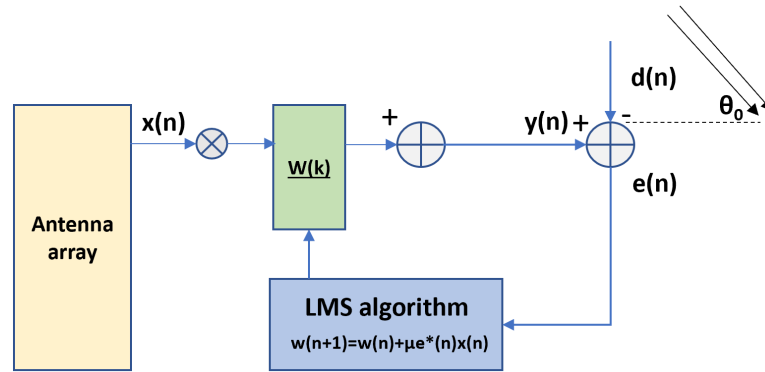 d(n)
θ0
x(n)
+
y(n) + -
W(k)
e(n)
Antenna
array
LMS algorithm
w(n+1)=w(n)+μe*(n)x(n)